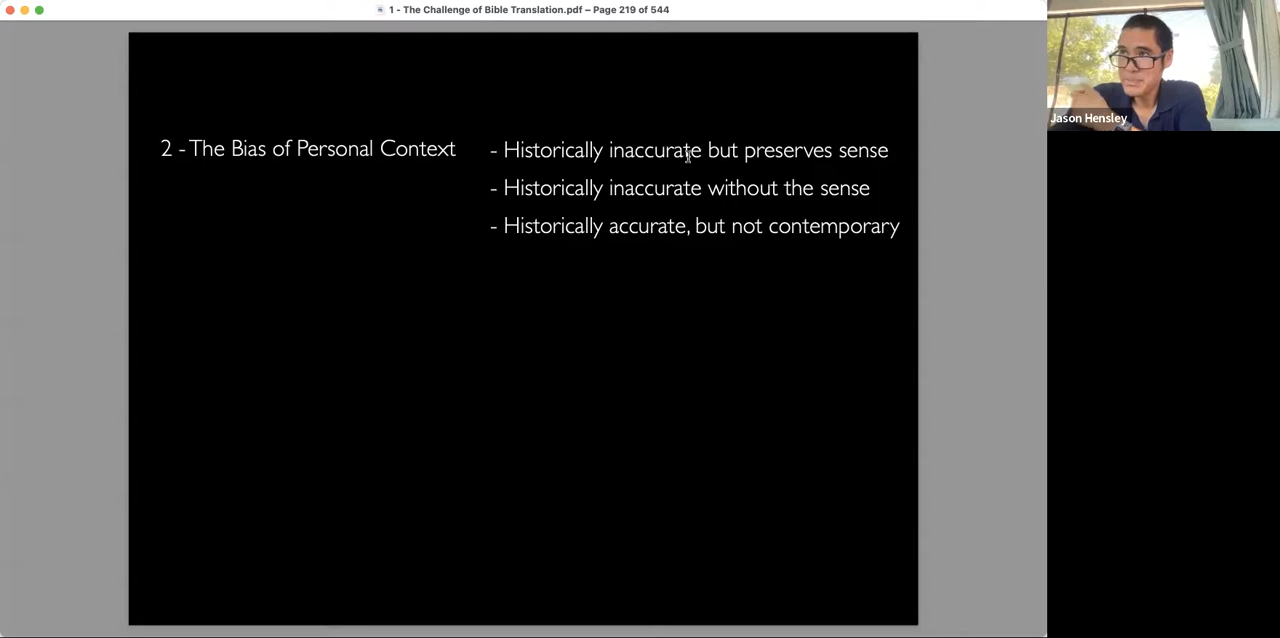 1 - The Challenge of Bible Translation.pdf – Page 219 of 544
Jason Hensley
2 - The Bias of Personal Context
- Historically inaccurate but preserves sense
- Historically inaccurate without the sense
- Historically accurate, but not contemporary